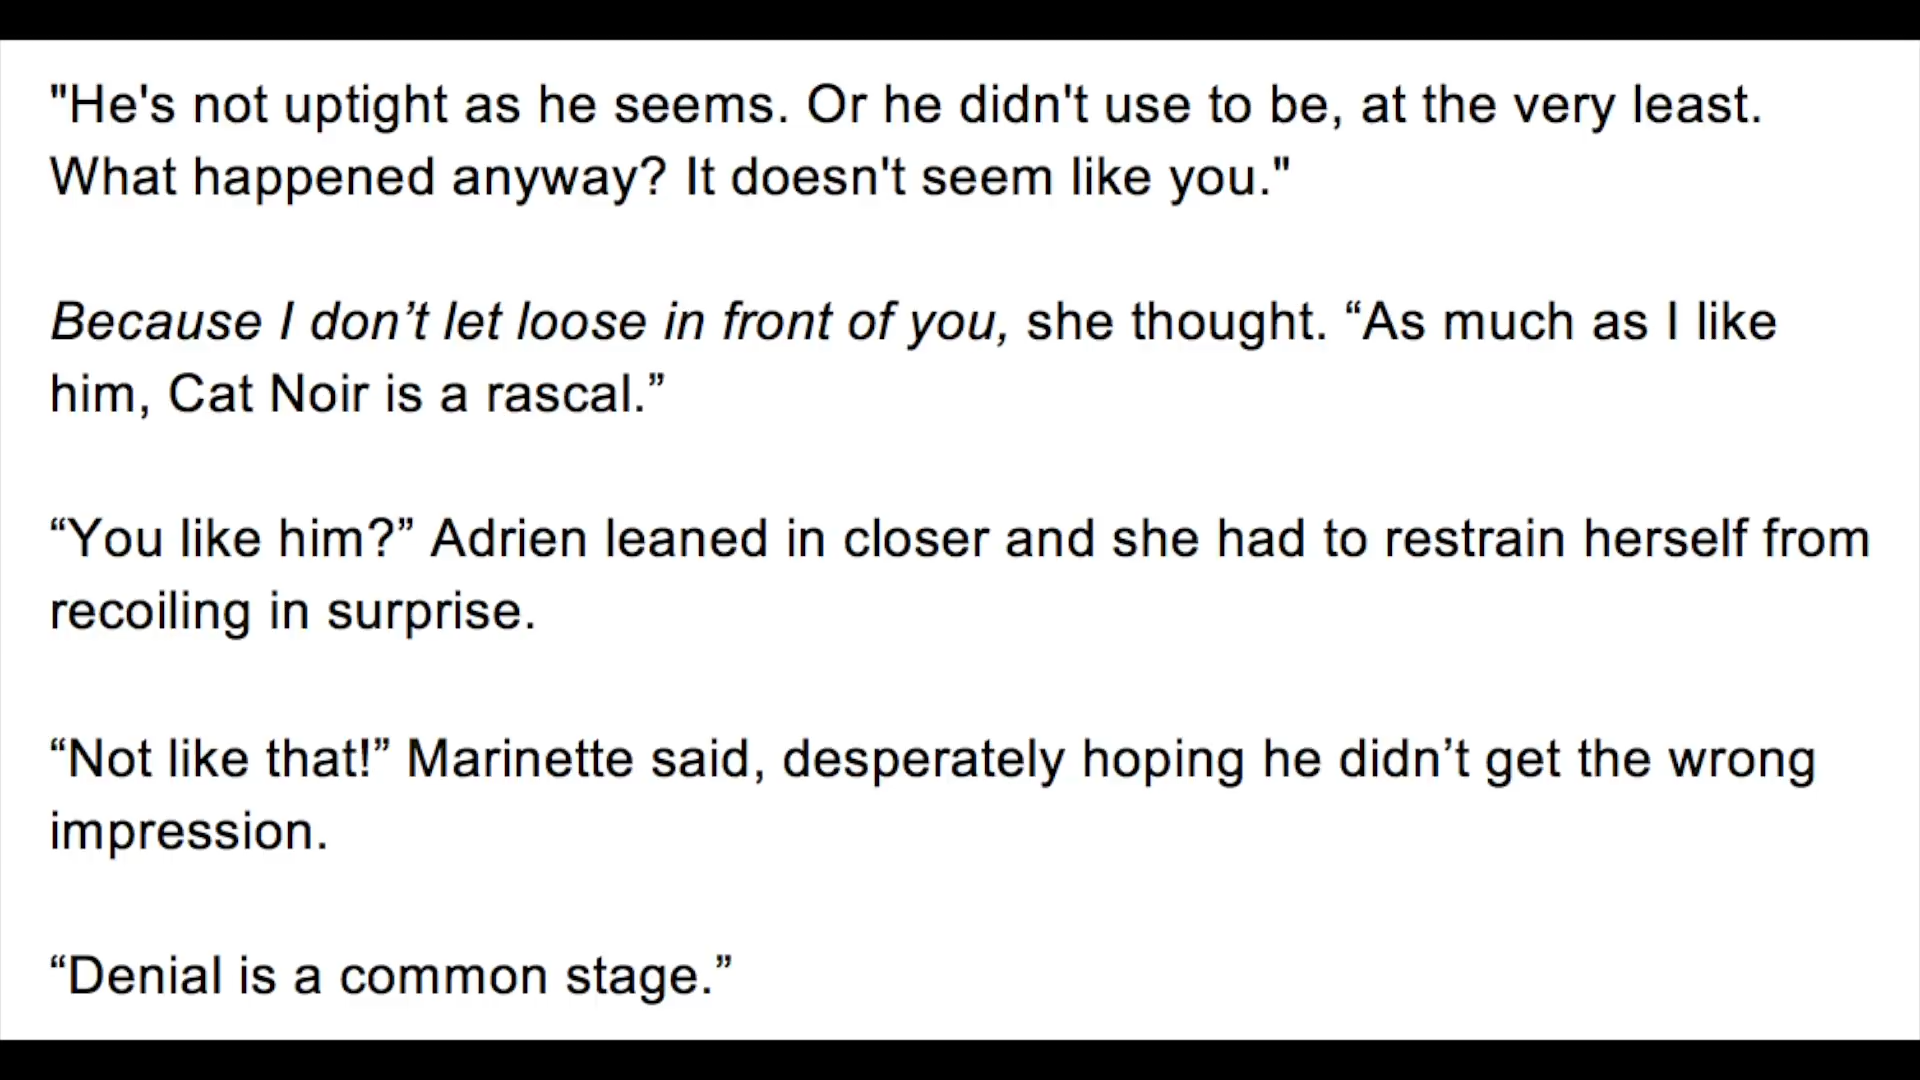 "He's not uptight as he seems. Or he didn't use to be, at the very least.
What happened anyway? It doesn't seem like you."
Because I don’t let loose in front of you, she thought. “As much as I like
him, Cat Noir is a rascal.”
“You like him?” Adrien leaned in closer and she had to restrain herself from
recoiling in surprise.
“Not like that!” Marinette said, desperately hoping he didn’t get the wrong
impression.
“Denial is a common stage.”